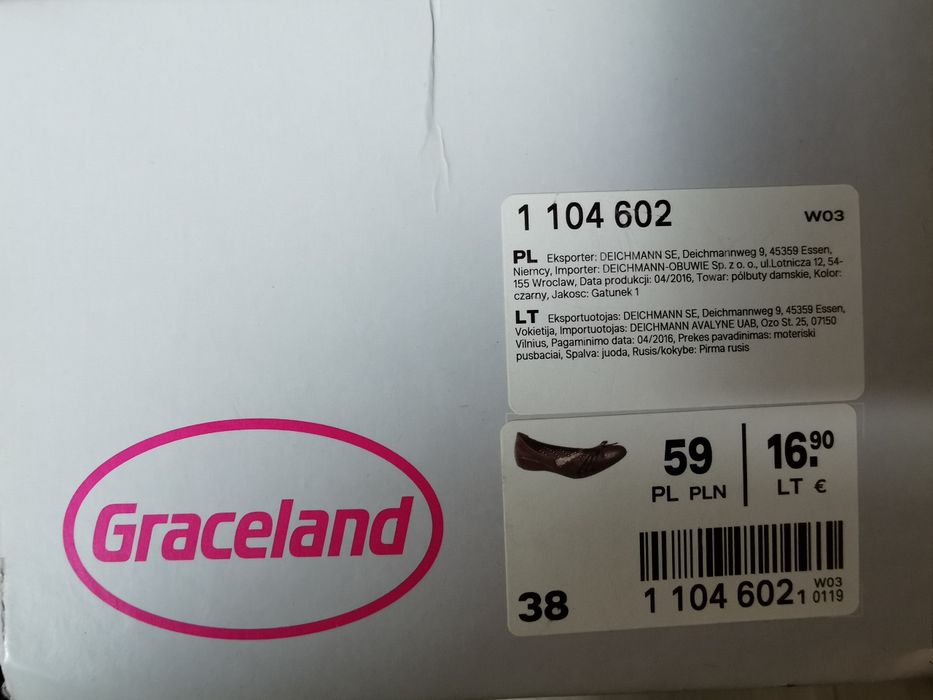 1 104 602 W03
PL Eksporter: DEICHMANN SE, Deichmannweg 9, 45359 Essen,
Niemcy, Importer: DEICHMANN-OBUWIE Sp. z o. o., ul.Lotnicza 12, 54-
155 Wroclaw, Data produkcji: 04/2016, Towar: pólbuty damskie, Kolor:
czarny, Jakosc: Gatunek 1
LT Eksportuotojas: DEICHMANN SE, Deichmannweg 9, 45359 Essen,
Vokietija, Importuotojas: DEICHMANN AVALYNE UAB, Ozo St. 25, 07150
Vilnius, Pagaminimo data: 04/2016, Prekes pavadinimas: moteriski
pusbaciai, Spalva: juoda, Rusis/kokybe: Pirma rusis
Graceland
59 16.90
PL PLN LT €
38
1 104 602 1 W03 0119